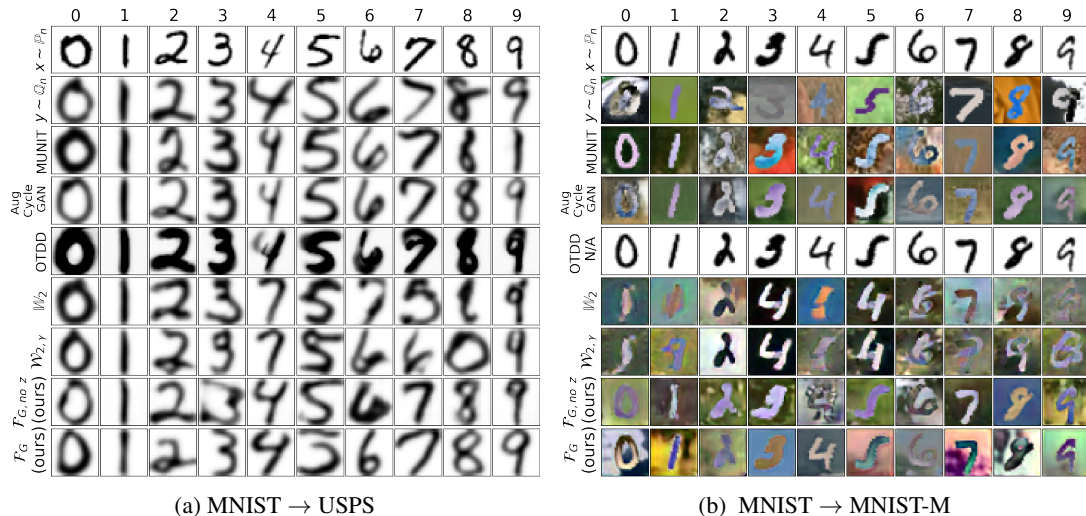 0 1 2 3 4 5 6 7 8 9
x ~ ℙₙ
y ~ ℚₙ
MUNIT
Aug
Cycle
GAN
OTDD
𝕎₂
𝒲₂,γ
ℱG, no z
(ours)
ℱG
(ours)
(a) MNIST → USPS
0 1 2 3 4 5 6 7 8 9
x ~ ℙₙ
y ~ ℚₙ
MUNIT
Aug
Cycle
GAN
OTDD
N/A
𝕎₂
𝒲₂,γ
ℱG, no z
(ours)
ℱG
(ours)
(b) MNIST → MNIST-M